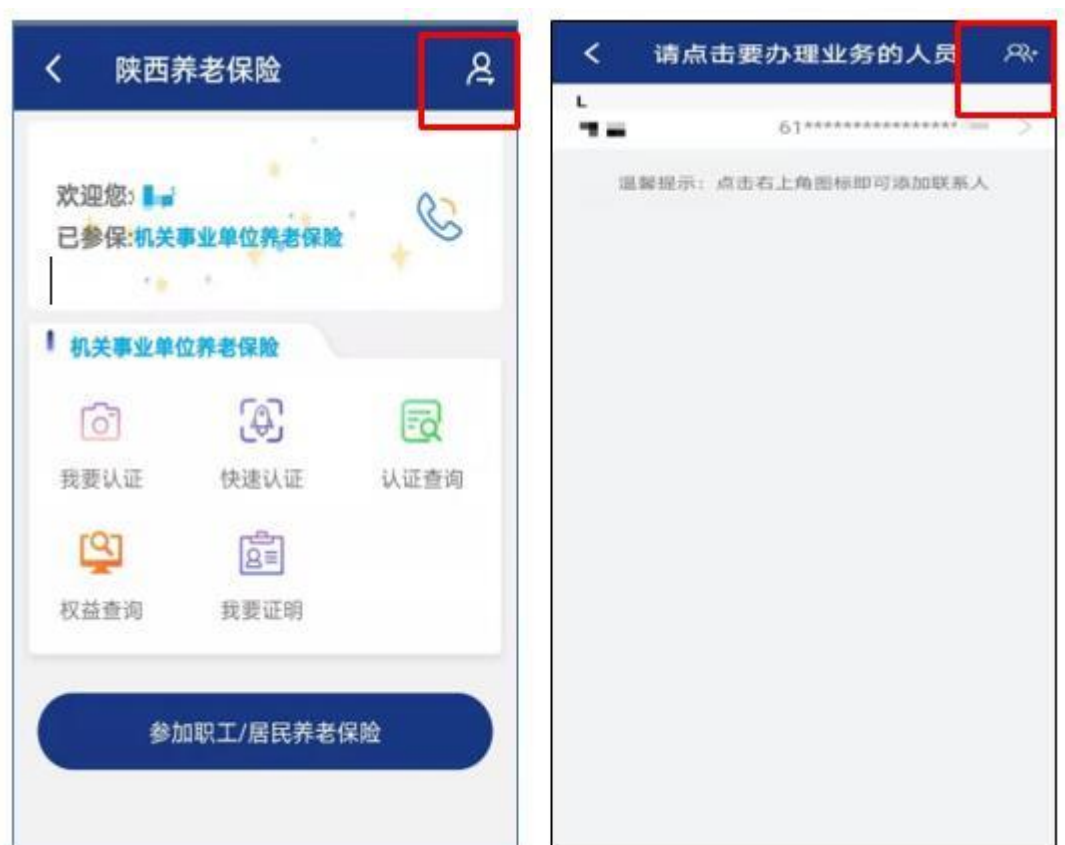 陕西养老保险
欢迎您:
已参保:机关事业单位养老保险
机关事业单位养老保险
我要认证 快速认证 认证查询
权益查询 我要证明
参加职工/居民养老保险
请点击要办理业务的人员
L
61****************
温馨提示：点击右上角图标即可添加联系人